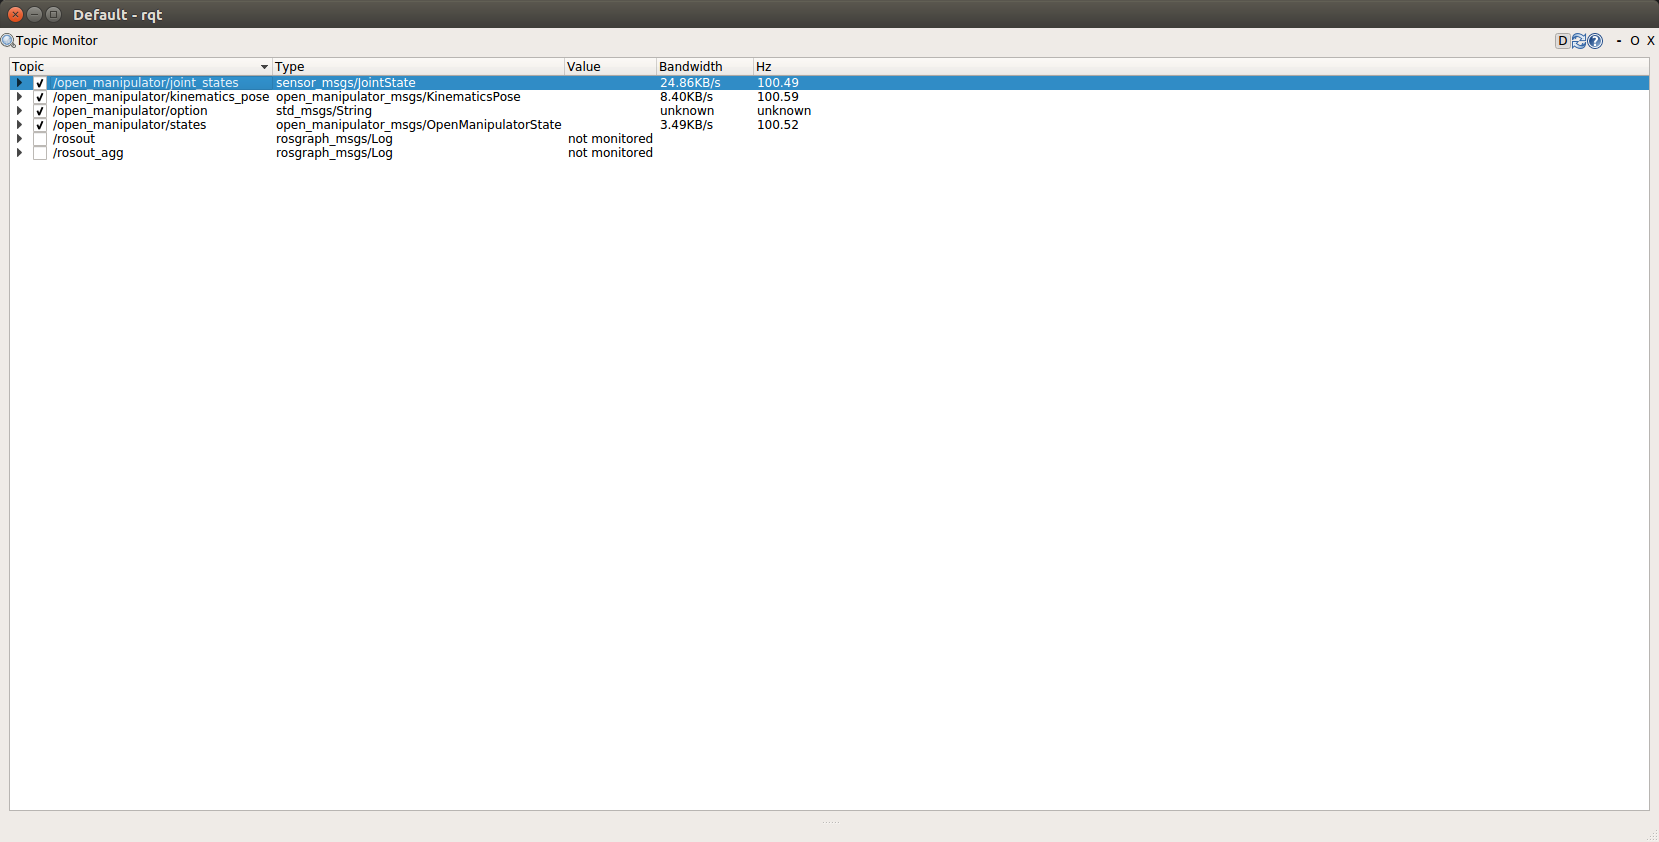 Default - rqt
Topic Monitor D ? - O X
Topic Type Value Bandwidth Hz
/open_manipulator/joint_states sensor_msgs/JointState 24.86KB/s 100.49
/open_manipulator/kinematics_pose open_manipulator_msgs/KinematicsPose 8.40KB/s 100.59
/open_manipulator/option std_msgs/String unknown unknown
/open_manipulator/states open_manipulator_msgs/OpenManipulatorState 3.49KB/s 100.52
/rosout rosgraph_msgs/Log not monitored
/rosout_agg rosgraph_msgs/Log not monitored